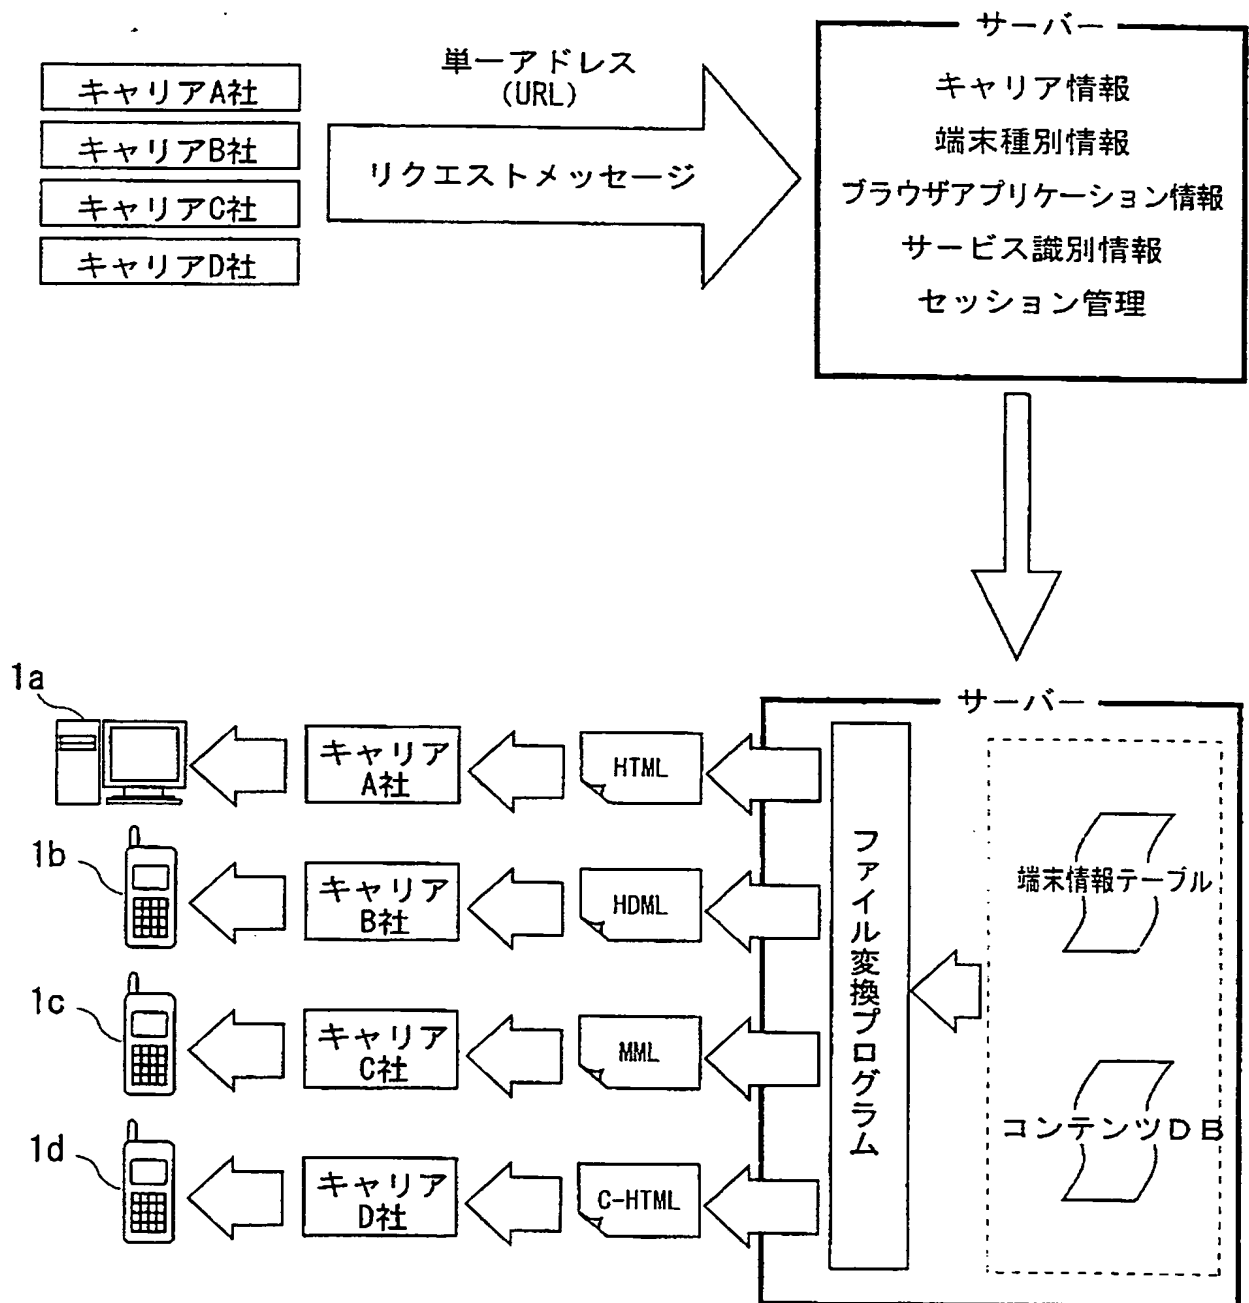 キャリアA社
キャリアB社
キャリアC社
キャリアD社
単一アドレス
(URL)
リクエストメッセージ
サーバー
キャリア情報
端末種別情報
ブラウザアプリケーション情報
サービス識別情報
セッション管理
サーバー
1a
キャリア
A社
HTML
1b
キャリア
B社
HDML
1c
キャリア
C社
MML
1d
キャリア
D社
C-HTML
ファイル変換プログラム
端末情報テーブル
コンテンツDB